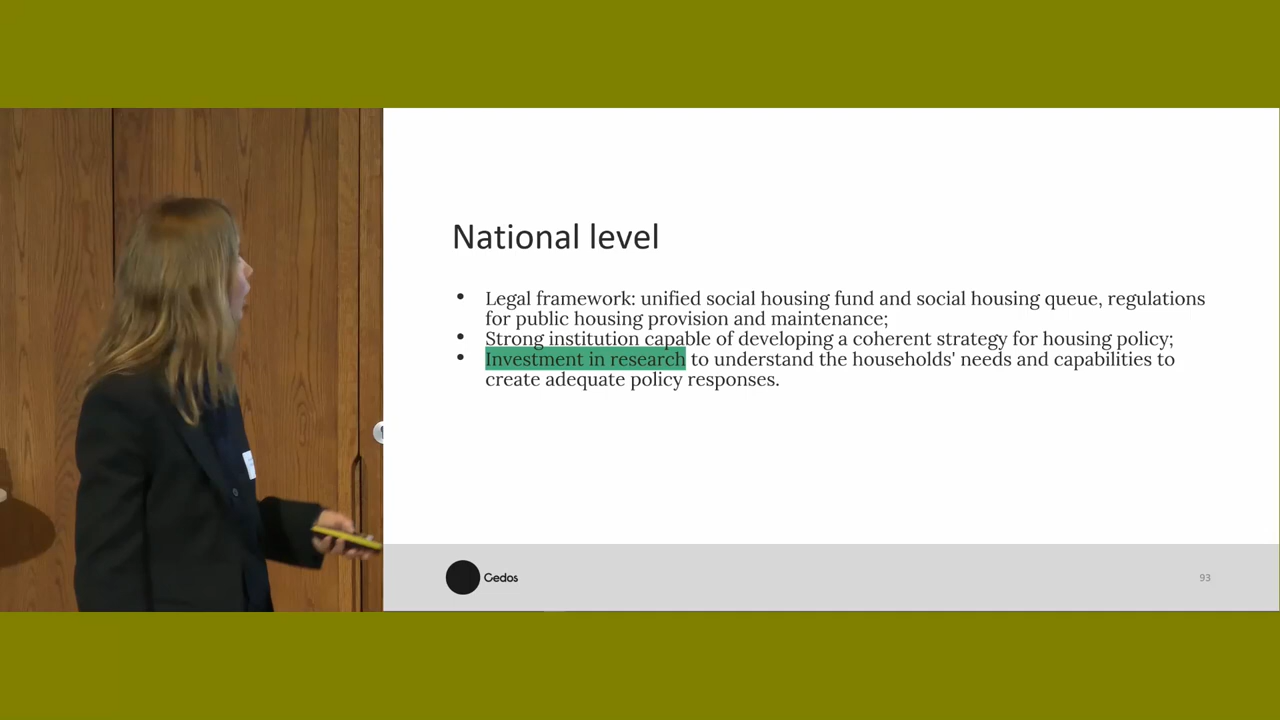 National level
• Legal framework: unified social housing fund and social housing queue, regulations
for public housing provision and maintenance;
• Strong institution capable of developing a coherent strategy for housing policy;
• Investment in research to understand the households' needs and capabilities to
create adequate policy responses.
Cedos
93